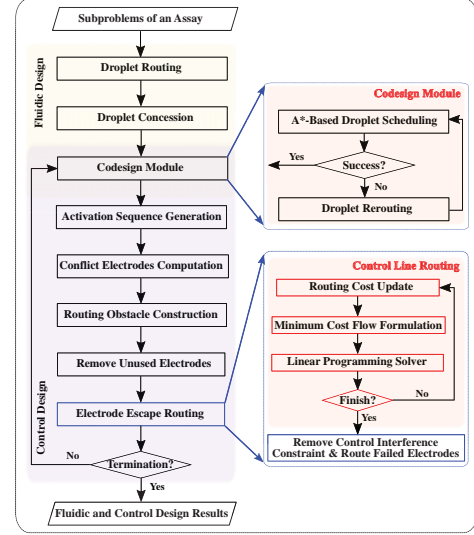 Subproblems of an Assay
Fluidic Design
Droplet Routing
Droplet Concession
Codesign Module
Control Design
Activation Sequence Generation
Conflict Electrodes Computation
Routing Obstacle Construction
Remove Unused Electrodes
Electrode Escape Routing
Termination?
No
Yes
Fluidic and Control Design Results
Codesign Module
A*-Based Droplet Scheduling
Success?
Yes
No
Droplet Rerouting
Control Line Routing
Routing Cost Update
Minimum Cost Flow Formulation
Linear Programming Solver
Finish?
No
Yes
Remove Control Interference
Constraint & Route Failed Electrodes